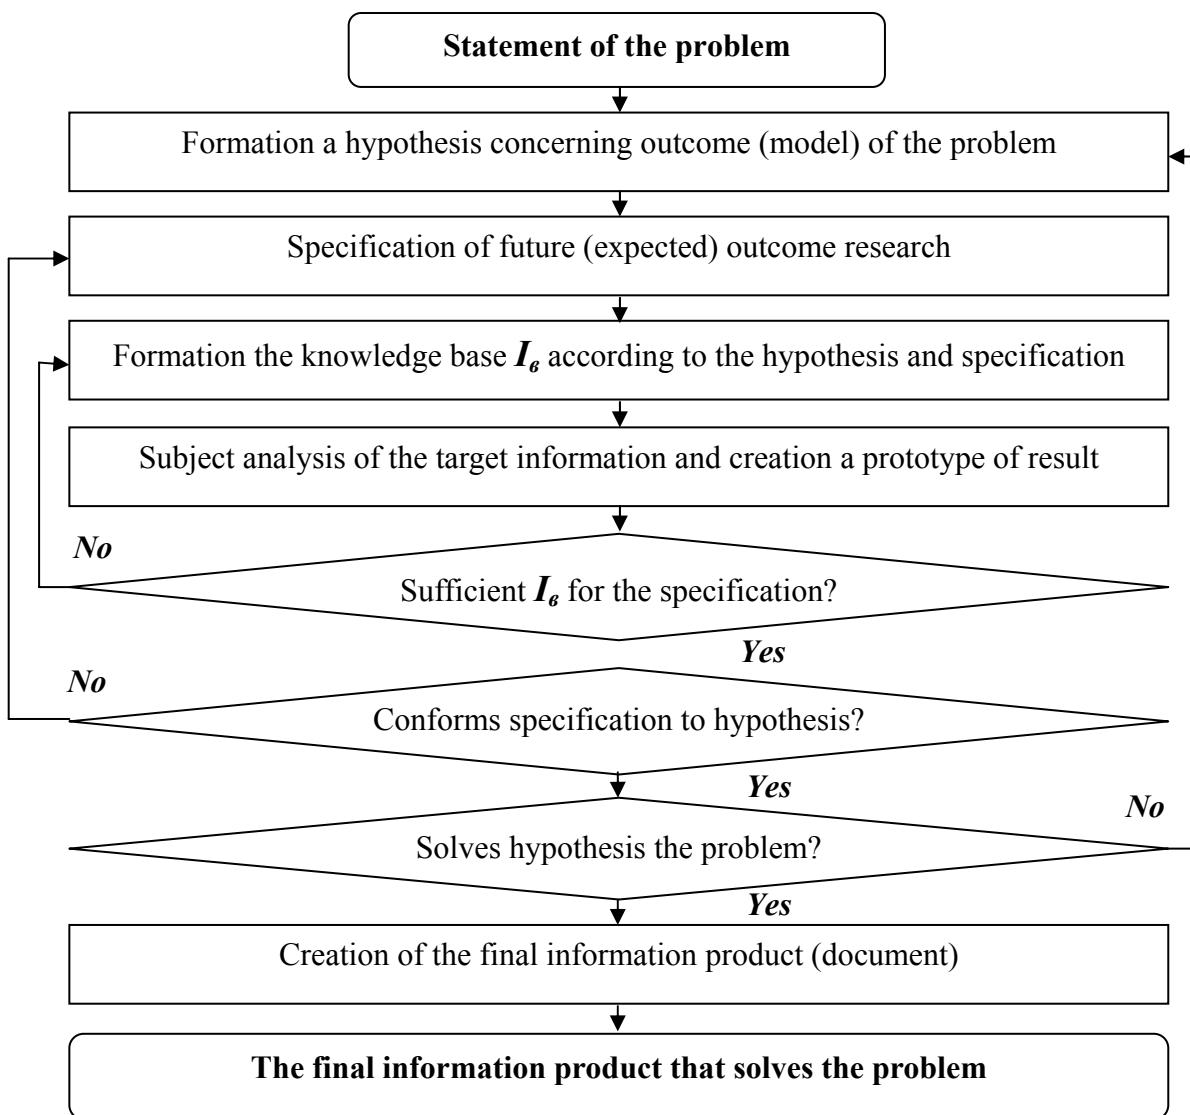 Statement of the problem
Formation a hypothesis concerning outcome (model) of the problem
Specification of future (expected) outcome research
Formation the knowledge base Iв according to the hypothesis and specification
Subject analysis of the target information and creation a prototype of result
No
Sufficient Iв for the specification?
Yes
No
Conforms specification to hypothesis?
Yes
No
Solves hypothesis the problem?
Yes
Creation of the final information product (document)
The final information product that solves the problem